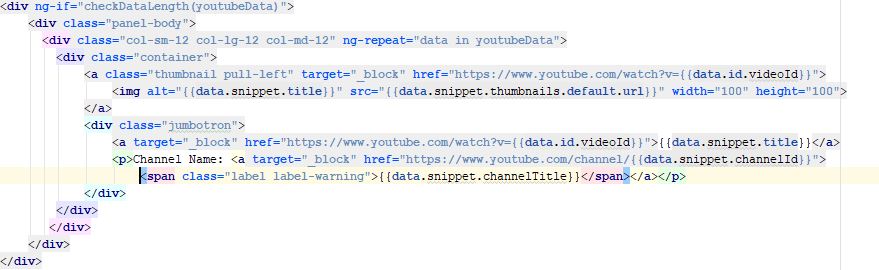 <div ng-if="checkDataLength(youtubeData)">
<div class="panel-body">
<div class="col-sm-12 col-lg-12 col-md-12" ng-repeat="data in youtubeData">
<div class="container">
<a class="thumbnail pull-left" target="_block" href="https://www.youtube.com/watch?v={{data.id.videoId}}">
<img alt="{{data.snippet.title}}" src="{{data.snippet.thumbnails.default.url}}" width="100" height="100">
</a>
<div class="jumbotron">
<a target="_block" href="https://www.youtube.com/watch?v={{data.id.videoId}}">{{data.snippet.title}}</a>
<p>Channel Name: <a target="_block" href="https://www.youtube.com/channel/{{data.snippet.channelId}}">
<span class="label label-warning">{{data.snippet.channelTitle}}</span></a></p>
</div>
</div>
</div>
</div>
</div>